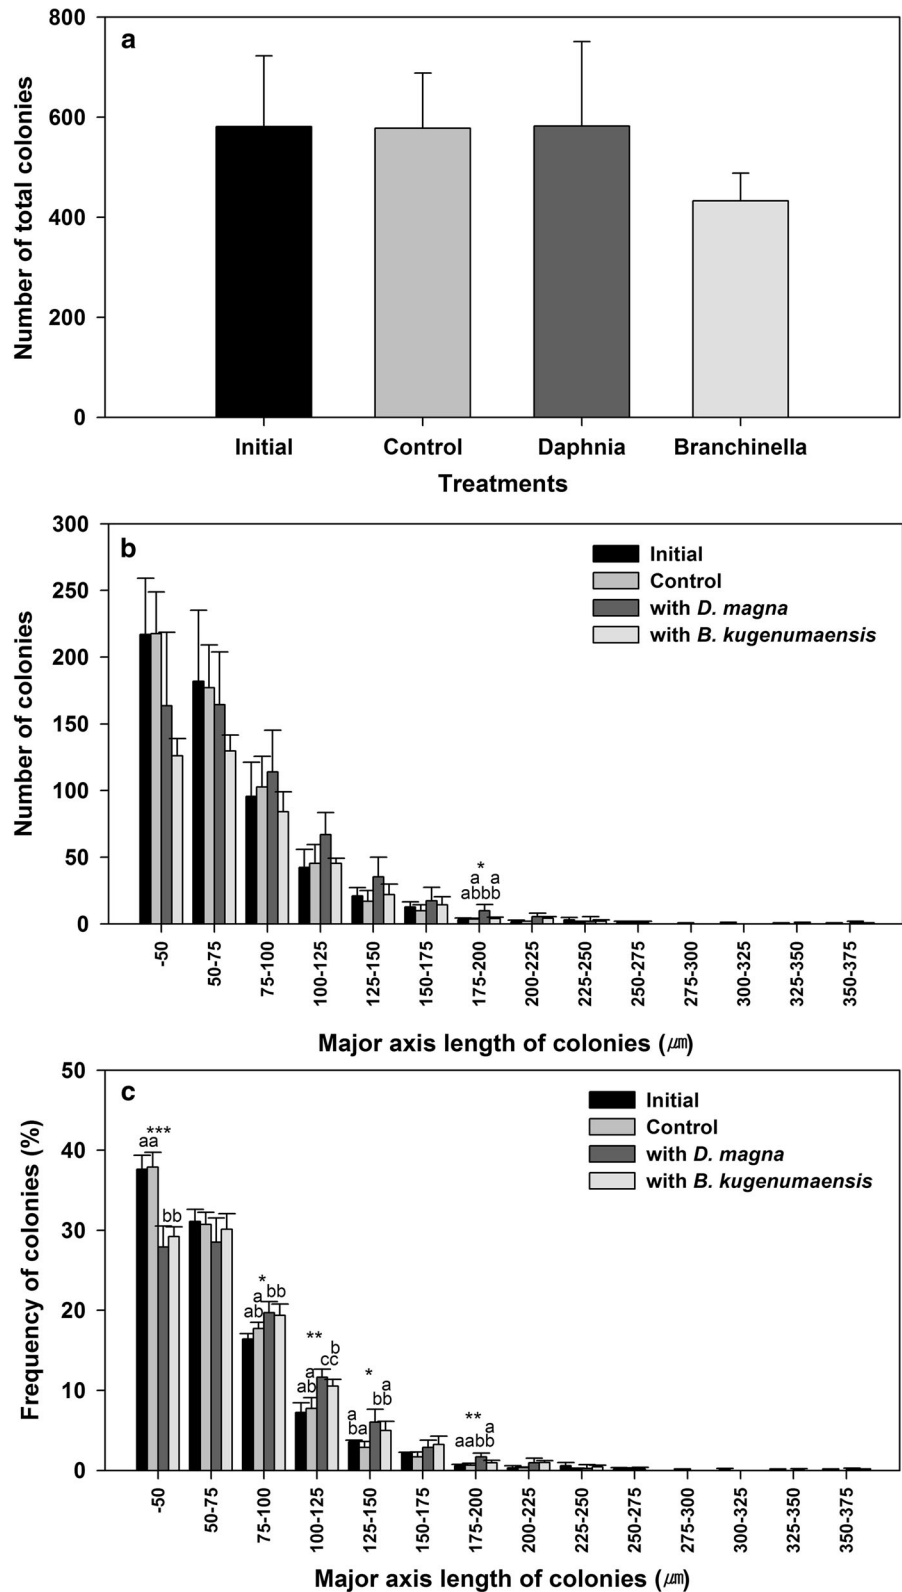 a
800
600
400
200
0
Number of total colonies
Initial Control Daphnia Branchinella
Treatments
b
300
250
200
150
100
50
0
Number of colonies
Initial
Control
with D. magna
with B. kugenumaensis
*
a a
abbb
-50 50-75 75-100 100-125 125-150 150-175 175-200 200-225 225-250 250-275 275-300 300-325 325-350 350-375
Major axis length of colonies (㎛)
c
50
40
30
20
10
0
Frequency of colonies (%)
Initial
Control
with D. magna
with B. kugenumaensis
***
aa
bb
*
a bb
ab
**
b
a cc
ab
*
a a
ba bb
**
a
aabb
-50 50-75 75-100 100-125 125-150 150-175 175-200 200-225 225-250 250-275 275-300 300-325 325-350 350-375
Major axis length of colonies (㎛)